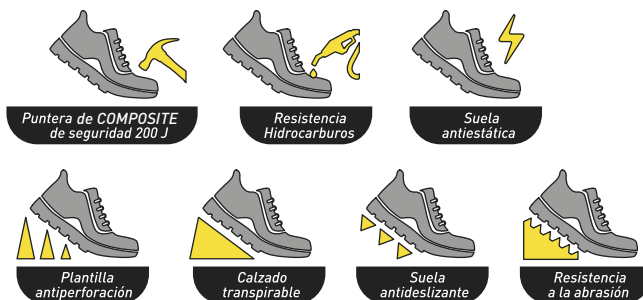 Puntera de COMPOSITE
de seguridad 200 J
Resistencia
Hidrocarburos
Suela
antiestática
Plantilla
antiperforación
Calzado
transpirable
Suela
antideslizante
Resistencia
a la abrasión